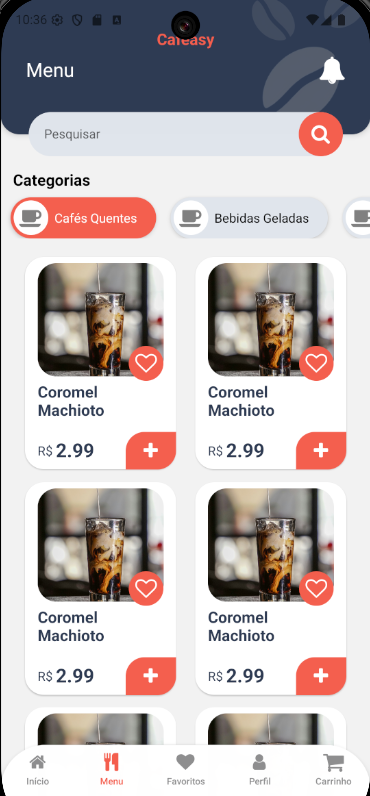 10:36
Cafeasy
Menu
Pesquisar
Categorias
Cafés Quentes
Bebidas Geladas
Coromel
Machioto
R$ 2.99
Coromel
Machioto
R$ 2.99
Coromel
Machioto
R$ 2.99
Coromel
Machioto
R$ 2.99
Início
Menu
Favoritos
Perfil
Carrinho